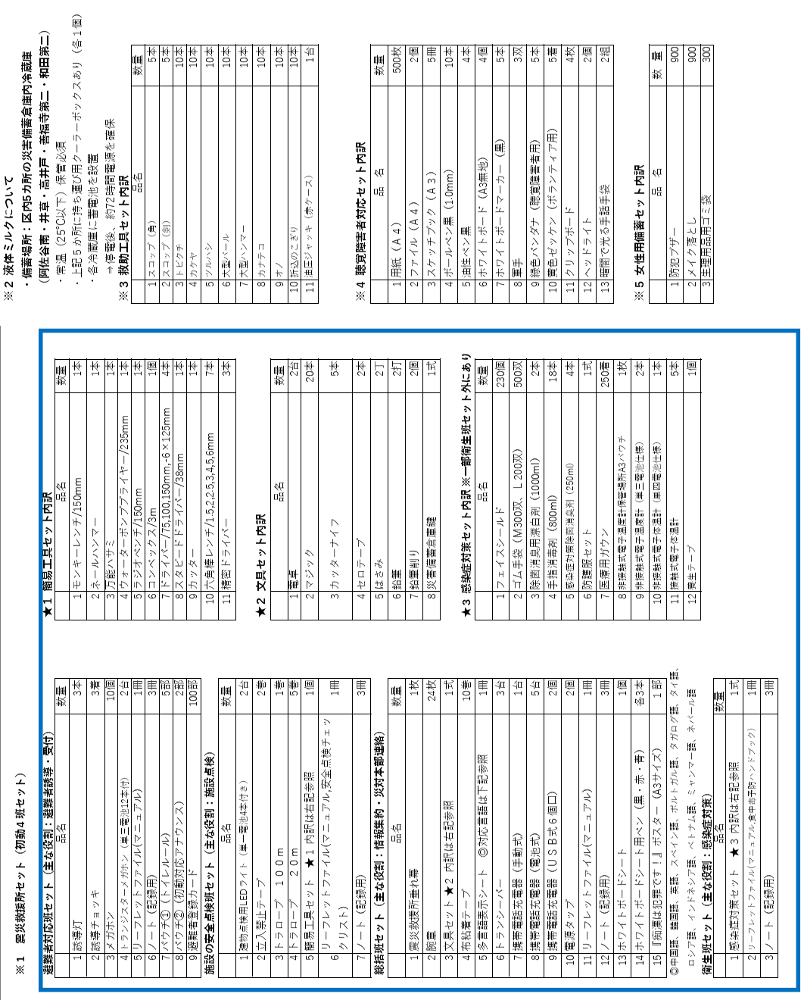 ※1　震災救援所セット（初動４班セット）
避難者対応班セット（主な役割：避難者誘導・受付）
品名 数量
1 誘導灯 3本
2 誘導チョッキ 3着
3 メガホン 10個
4 トランジスターメガホン（単三電池12本付） 2台
5 リーフレットファイル(マニュアル) 1冊
6 ノート（記録用） 3冊
7 パウチ①（トイレルール） 5部
8 パウチ②（初動対応アナウンス） 2部
9 避難者登録カード 100部
施設の安全点検班セット（主な役割：施設点検）
品名 数量
1 建物点検用LEDライト（単一電池4本付き） 2台
2 立入禁止テープ 2巻
3 トラロープ　１００ｍ 1巻
4 トラロープ　２０ｍ 5巻
5 簡易工具セット　★1 内訳は右記参照 1個
6 リーフレットファイル(マニュアル,安全点検チェックリスト) 1冊
7 ノート（記録用） 3冊
総括班セット（主な役割：情報集約・災対本部連絡）
品名 数量
1 震災救援所垂れ幕 1枚
2 腕章 24枚
3 文具セット ★2 内訳は右記参照 1式
4 布粘着テープ 10巻
5 多言語表示シート　◎対応言語は下記参照 1冊
6 トランシーバー 3台
7 携帯電話充電器（手動式） 1台
8 携帯電話充電器（電池式） 5台
9 携帯電話充電器（ＵＳＢ式６個口） 2個
10 電源タップ 2個
11 リーフレットファイル(マニュアル) 1冊
12 ノート（記録用） 3冊
13 ホワイトボードシート 1個
14 ホワイトボードシート用ペン（黒・赤・青） 各3本
15 『痴漢は犯罪です！』ポスター（A3サイズ） 1部
◎中国語、韓国語、英語、スペイン語、ポルトガル語、タガログ語、タイ語、
ロシア語、インドネシア語、ベトナム語、ミャンマー語、ネパール語
衛生班セット（主な役割：感染症対策）
品名 数量
1 感染症対策セット　★３ 内訳は右記参照 1式
2 リーフレットファイル(マニュアル,食中毒予防ハンドブック) 1冊
3 ノート（記録用） 3冊
★1 簡易工具セット内訳
品名 数量
1 モンキーレンチ/150mm 1本
2 ネールハンマー 1本
3 万能ハサミ 1本
4 ウォーターポンププライヤー/235mm 1本
5 ラジオペンチ/150mm 1本
6 コンベックス/3m 1個
7 ドライバー/75,100,150mm,-6×125mm 4本
8 スタビードドライバー/38mm 1本
9 カッター 1本
10 六角棒レンチ/1.5,2,2.5,3,4,5,6mm 7本
11 精密ドライバー 3本
★２ 文具セット内訳
品名 数量
1 電卓 2台
2 マジック 20本
3 カッターナイフ 5本
4 セロテープ 2本
5 はさみ 2丁
6 鉛筆 2打
7 鉛筆削り 2個
8 災害備蓄倉庫鍵 1式
★3 感染症対策セット内訳 ※一部衛生班セット外にあり
品名 数量
1 フェイスシールド 230個
2 ゴム手袋（M300双、Ｌ200双） 500双
3 除菌消臭用漂白剤（1000ml） 2本
4 手指消毒剤（800ml） 18本
5 感染症対策除菌消臭剤（250ml） 4本
6 防護服セット 1式
7 医療用ガウン 250着
8 非接触式電子温度計保管場所A3パウチ 1枚
9 非接触式電子温度計（単三電池仕様） 2本
10 非接触式電子体温計（単四電池仕様） 1本
11 接触式電子体温計 5本
12 養生テープ 1個
※２ 液体ミルクについて
・備蓄場所：区内5カ所の災害備蓄倉庫内冷蔵庫
（阿佐谷南・井草・高井戸・善福寺第二・和田第二）
・常温（25℃以下）保管必須
・上記５か所に持ち運び用クーラーボックスあり（各１個）
・各冷蔵庫に蓄電池を設置
⇒停電後、約72時間電源を確保
※３ 救助工具セット内訳
品名 数量
1 スコップ（角） 5本
2 スコップ（剣） 5本
3 トビクチ 10本
4 カケヤ 10本
5 ツルハシ 10本
6 大型バール 10本
7 大型ハンマー 10本
8 カナテコ 10本
9 オノ 10本
10 折込のこぎり 10本
11 油圧ジャッキ（赤ケース） 1台
※４ 聴覚障害者対応セット内訳
品　名 数量
1 用紙（Ａ４） 500枚
2 ファイル（Ａ４） 2個
3 スケッチブック（Ａ３） 5冊
4 ボールペン黒（1.0mm） 10本
5 油性ペン黒 4本
6 ホワイトボード（A3無地） 4個
7 ホワイトボードマーカー（黒） 5本
8 軍手 3双
9 緑色バンダナ（聴覚障害者用） 5本
10 黄色ゼッケン（ボランティア用） 5着
11 クリップボード 4枚
12 ヘッドライト 2個
13 暗闇で光る手話手袋 2組
※５ 女性用備蓄セット内訳
品　名 数 量
1 防犯ブザー 900
2 メイク落とし 900
3 生理用品用ゴミ袋 300